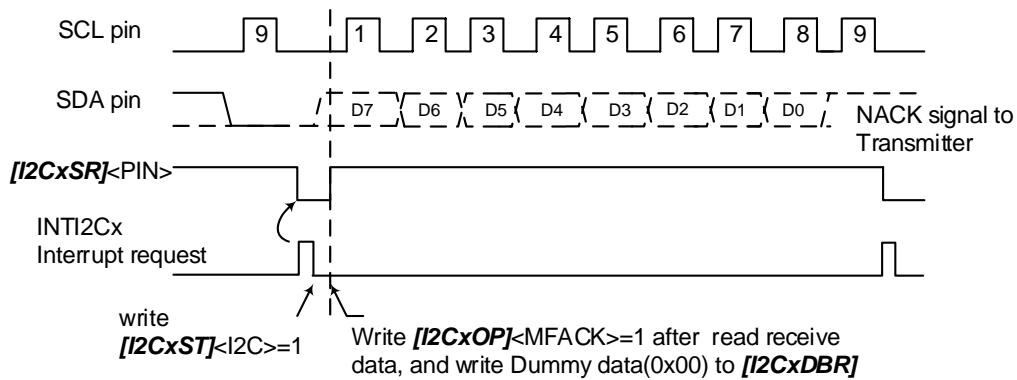 SCL pin
9 1 2 3 4 5 6 7 8 9
SDA pin
D7 D6 D5 D4 D3 D2 D1 D0
NACK signal to
Transmitter
[I2CxSR]<PIN>
INTI2Cx
Interrupt request
write
[I2CxST]<I2C>=1
Write [I2CxOP]<MFACK>=1 after read receive
data, and write Dummy data(0x00) to [I2CxDBR]